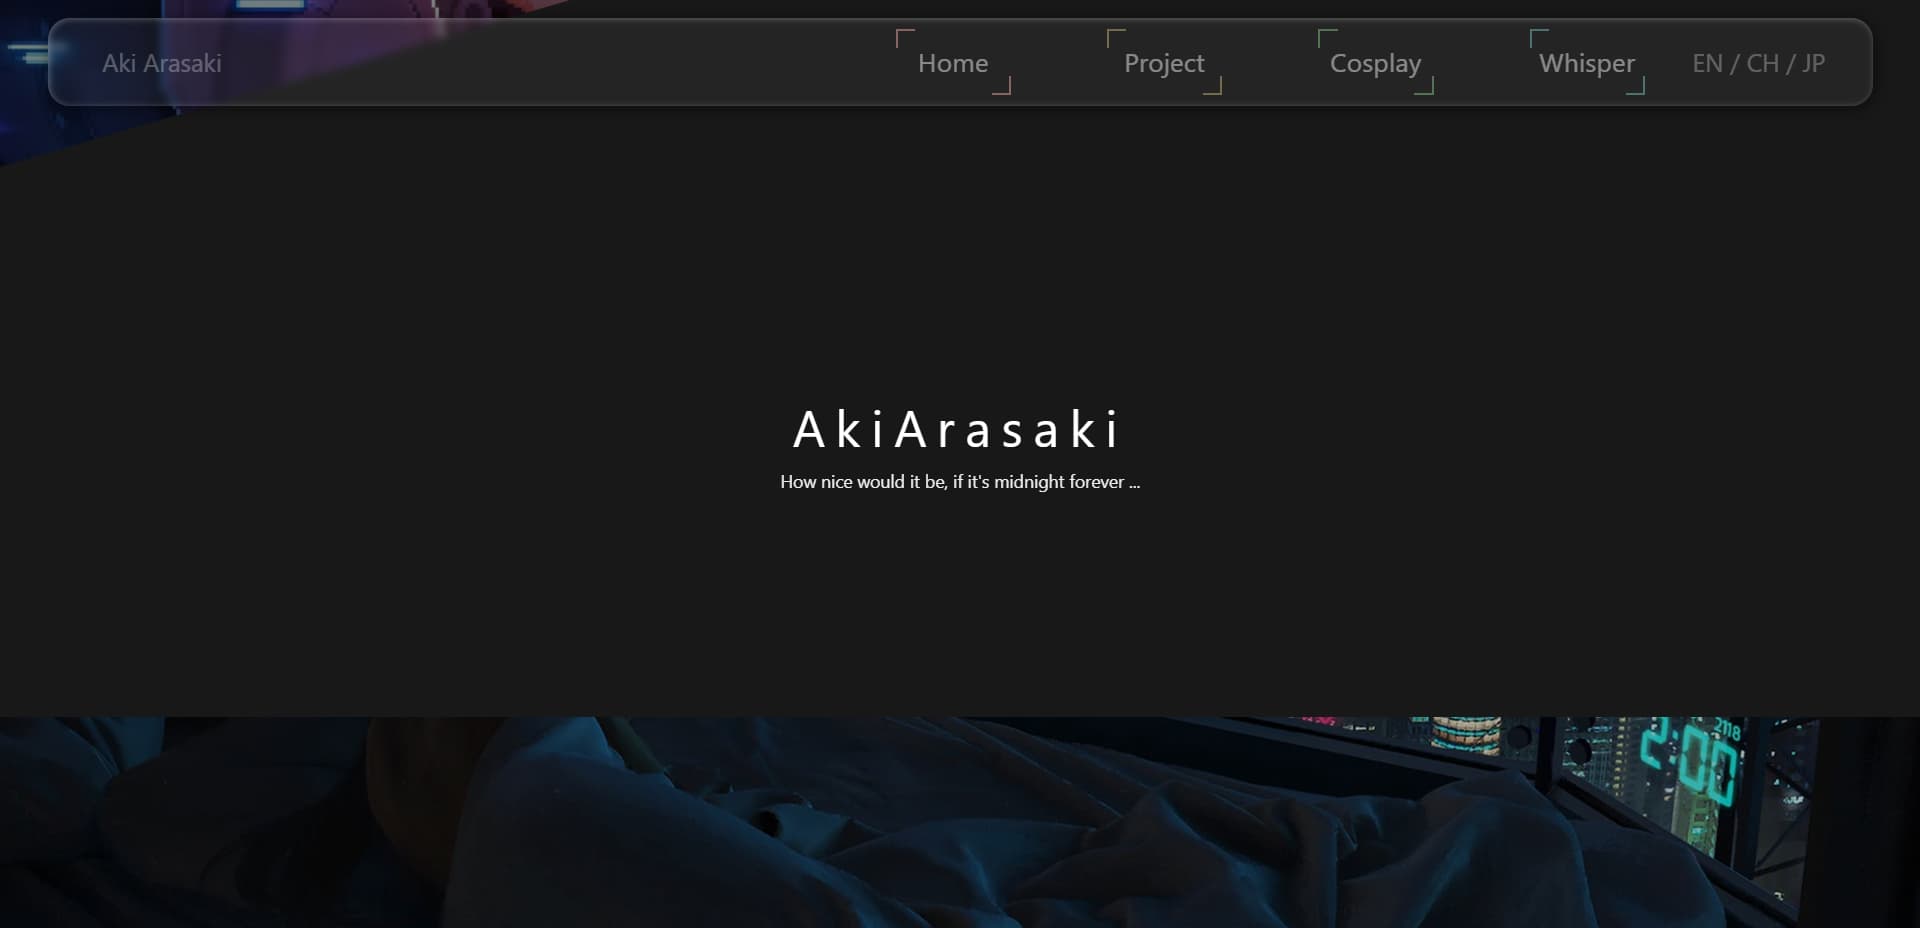 Aki Arasaki
Home
Project
Cosplay
Whisper
EN / CH / JP
AkiArasaki
How nice would it be, if it's midnight forever ...
2118
2:00